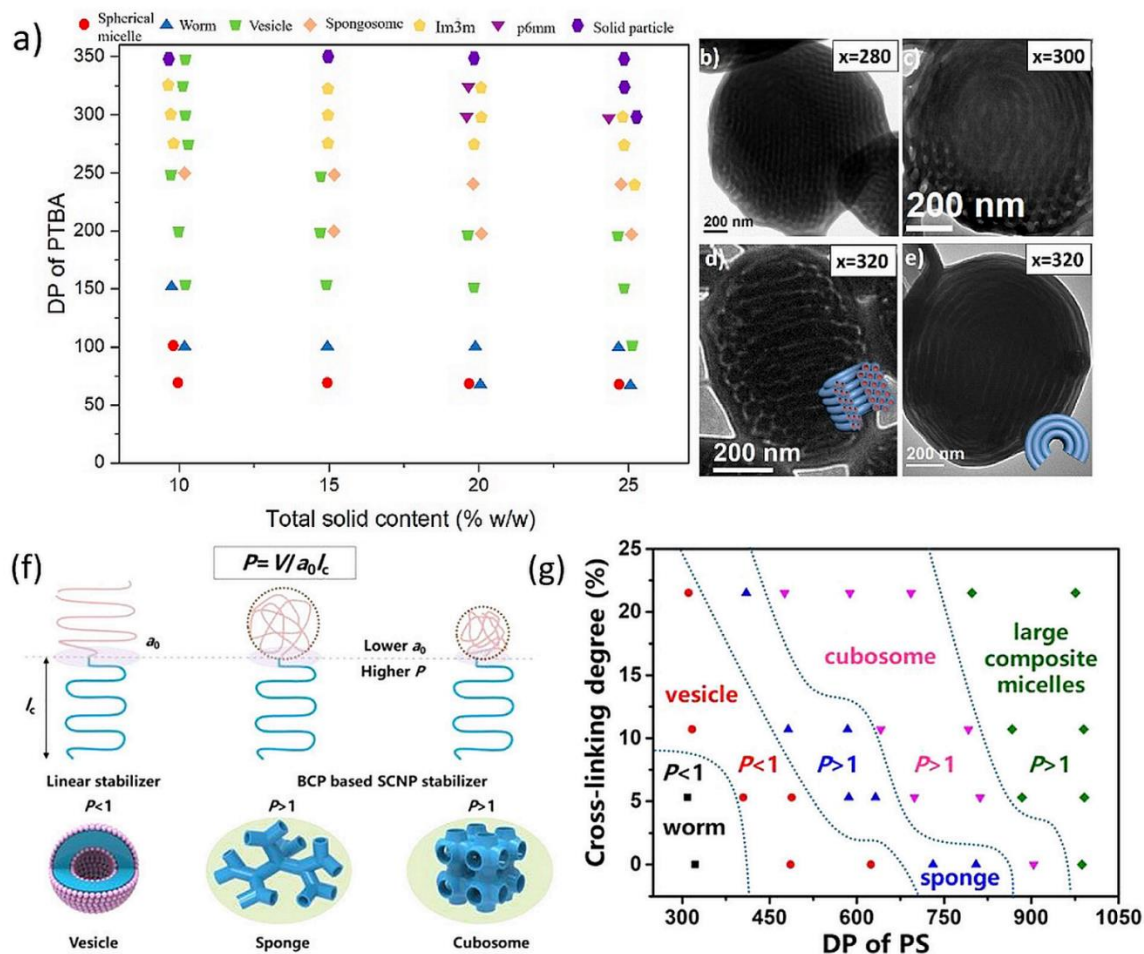 a)
Spherical micelle
Worm
Vesicle
Spongosome
Im3m
p6mm
Solid particle
DP of PTBA
350
300
250
200
150
100
50
0
10
15
20
25
Total solid content (% w/w)
b)
x=280
200 nm
c)
x=300
200 nm
d)
x=320
200 nm
e)
x=320
200 nm
(f)
P= V/a0lc
a0
Lower a0
Higher P
lc
Linear stabilizer
BCP based SCNP stabilizer
P<1
P>1
P>1
Vesicle
Sponge
Cubosome
(g)
Cross-linking degree (%)
25
20
15
10
5
0
vesicle
cubosome
large
composite
micelles
P<1
P<1
P>1
P>1
P>1
worm
sponge
300
450
600
750
900
1050
DP of PS